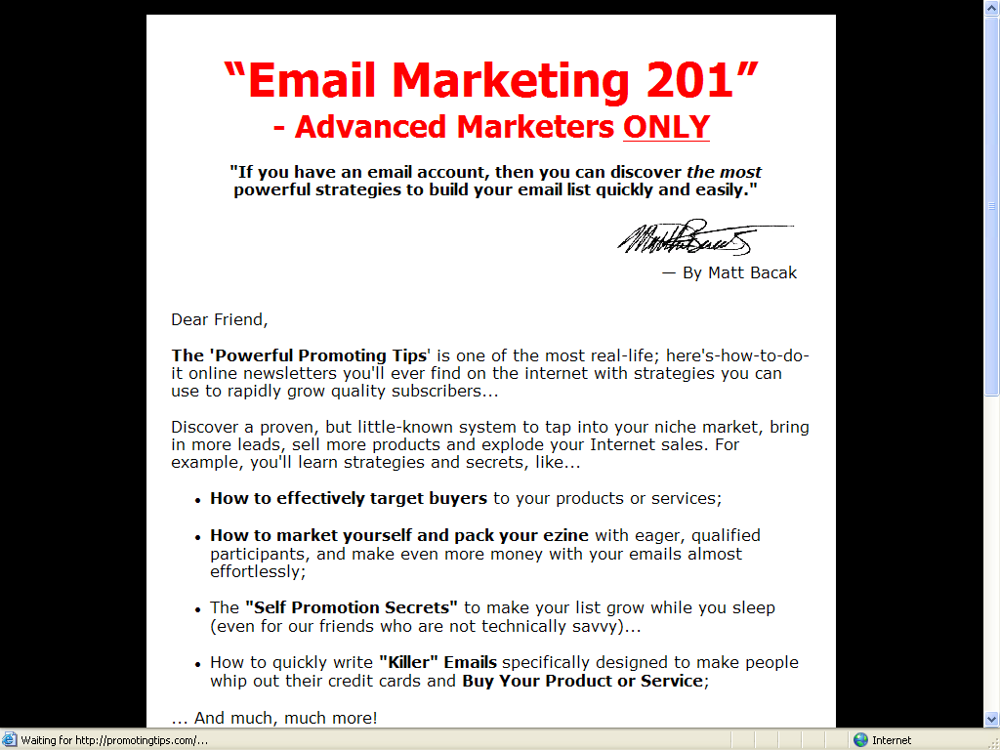 “Email Marketing 201”
- Advanced Marketers ONLY
"If you have an email account, then you can discover the most
powerful strategies to build your email list quickly and easily."
— By Matt Bacak
Dear Friend,
The 'Powerful Promoting Tips' is one of the most real-life; here's-how-to-do-
it online newsletters you'll ever find on the internet with strategies you can
use to rapidly grow quality subscribers...
Discover a proven, but little-known system to tap into your niche market, bring
in more leads, sell more products and explode your Internet sales. For
example, you'll learn strategies and secrets, like...
• How to effectively target buyers to your products or services;
• How to market yourself and pack your ezine with eager, qualified
participants, and make even more money with your emails almost
effortlessly;
• The "Self Promotion Secrets" to make your list grow while you sleep
(even for our friends who are not technically savvy)...
• How to quickly write "Killer" Emails specifically designed to make people
whip out their credit cards and Buy Your Product or Service;
... And much, much more!
Waiting for http://promotingtips.com/... Internet